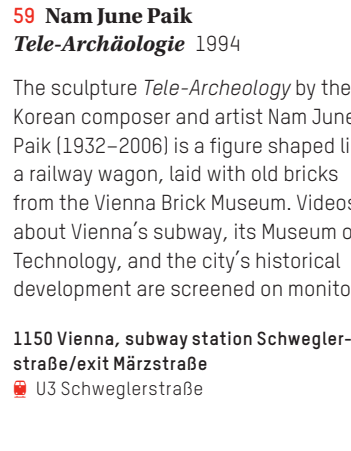 59 Nam June Paik
Tele-Archäologie 1994
The sculpture Tele-Archeology by the
Korean composer and artist Nam June
Paik (1932–2006) is a figure shaped li
a railway wagon, laid with old bricks
from the Vienna Brick Museum. Videos
about Vienna´s subway, its Museum o
Technology, and the city´s historical
development are screened on monito
1150 Vienna, subway station Schwegler-
straße/exit Märzstraße
U3 Schweglerstraße